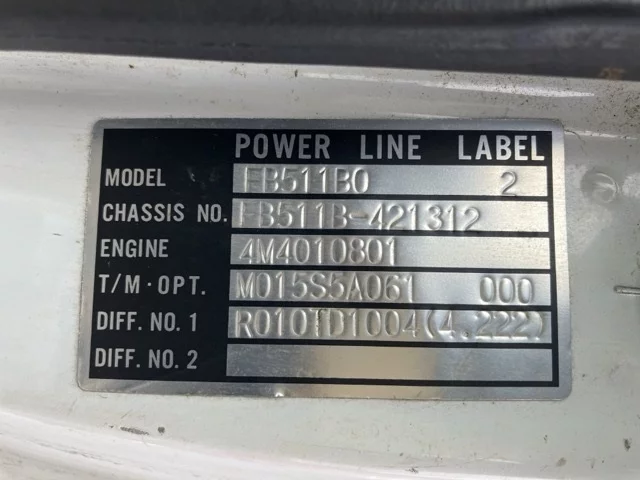 POWER LINE LABEL
MODEL FB511B0 2
CHASSIS NO. FB511B-421312
ENGINE 4M4010801
T/M·OPT. M015S5A061 000
DIFF. NO. 1 R010TD1004(4.222)
DIFF. NO. 2